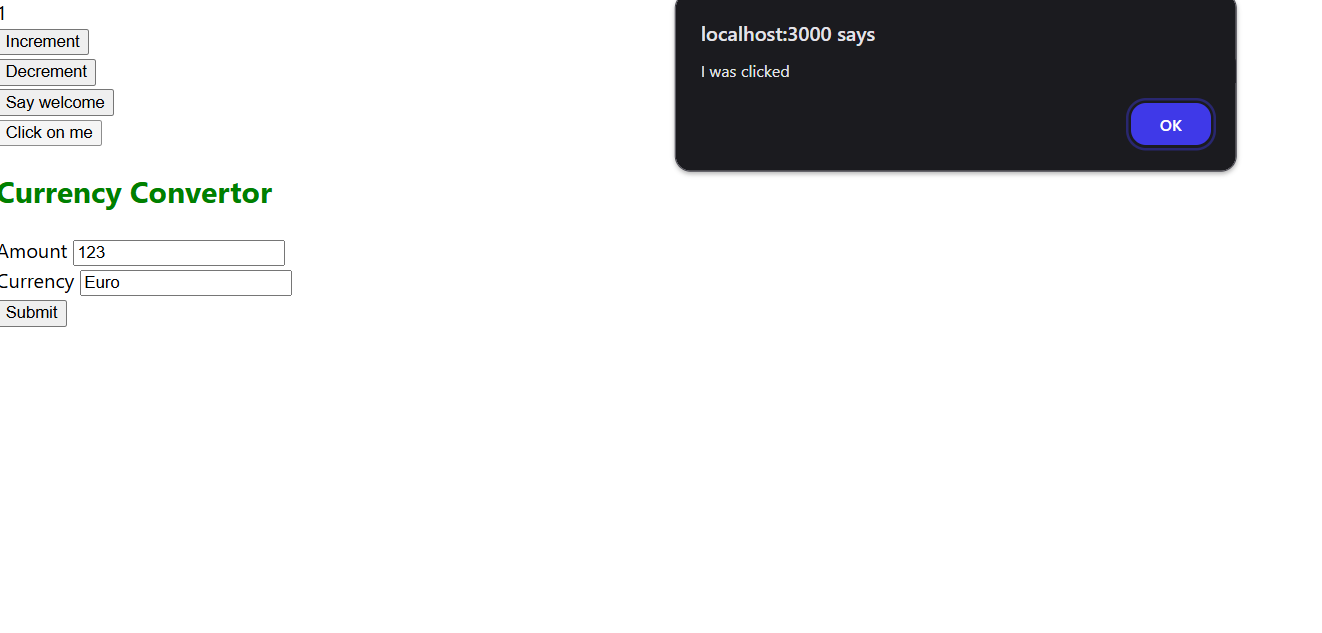 1
Increment
Decrement
Say welcome
Click on me
Currency Convertor
Amount 123
Currency Euro
Submit
localhost:3000 says
I was clicked
OK